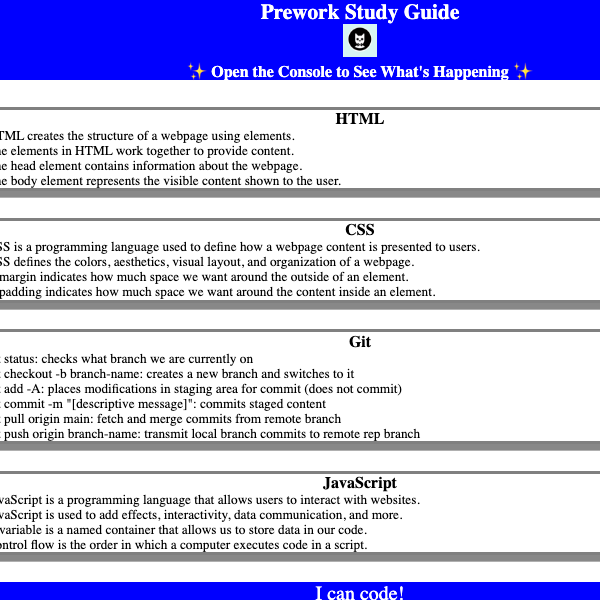 Prework Study Guide
✨ Open the Console to See What's Happening ✨
HTML
TML creates the structure of a webpage using elements.
e elements in HTML work together to provide content.
e head element contains information about the webpage.
e body element represents the visible content shown to the user.
CSS
SS is a programming language used to define how a webpage content is presented to users.
SS defines the colors, aesthetics, visual layout, and organization of a webpage.
margin indicates how much space we want around the outside of an element.
padding indicates how much space we want around the content inside an element.
Git
status: checks what branch we are currently on
checkout -b branch-name: creates a new branch and switches to it
add -A: places modifications in staging area for commit (does not commit)
commit -m "[descriptive message]": commits staged content
pull origin main: fetch and merge commits from remote branch
push origin branch-name: transmit local branch commits to remote rep branch
JavaScript
vaScript is a programming language that allows users to interact with websites.
vaScript is used to add effects, interactivity, data communication, and more.
variable is a named container that allows us to store data in our code.
ntrol flow is the order in which a computer executes code in a script.
I can code!